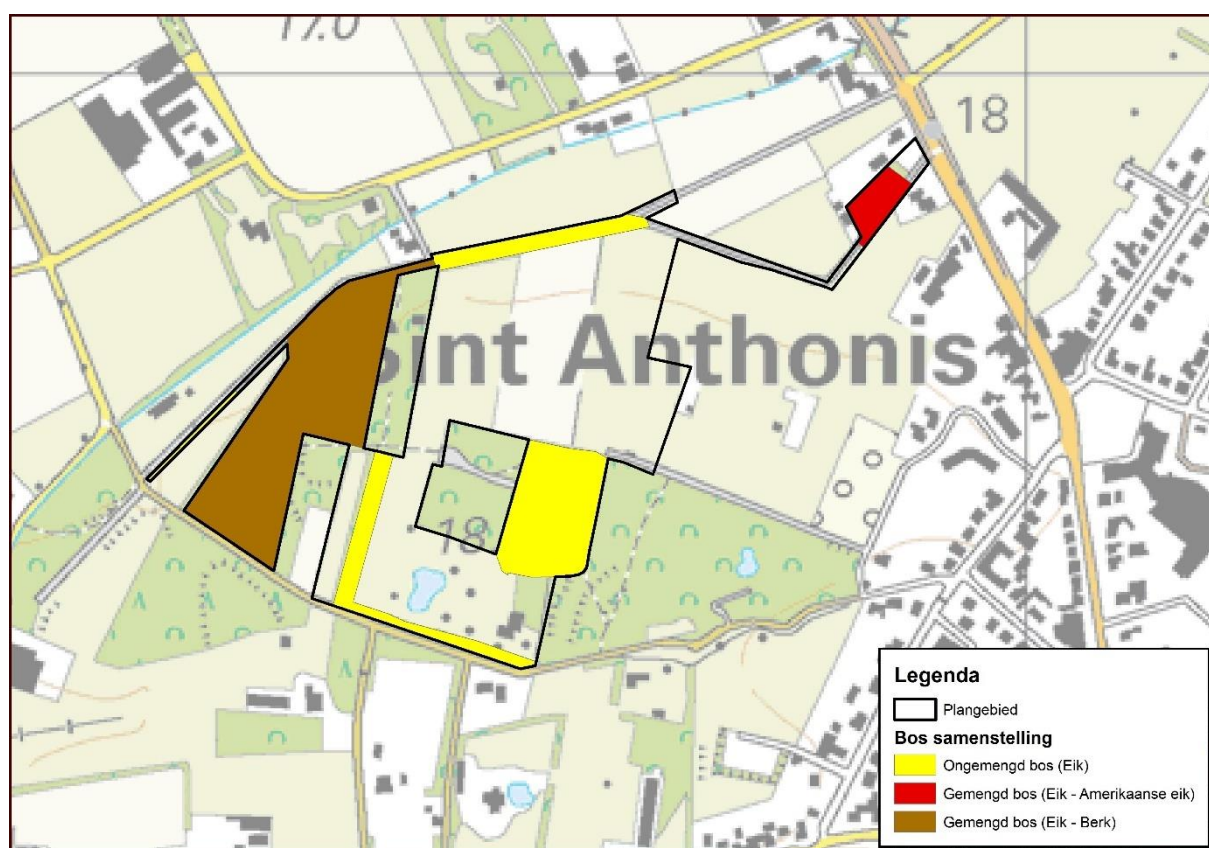 17.0
18
Sint Anthonis
18
Legenda
Plangebied
Bos samenstelling
Ongemengd bos (Eik)
Gemengd bos (Eik - Amerikaanse eik)
Gemengd bos (Eik - Berk)